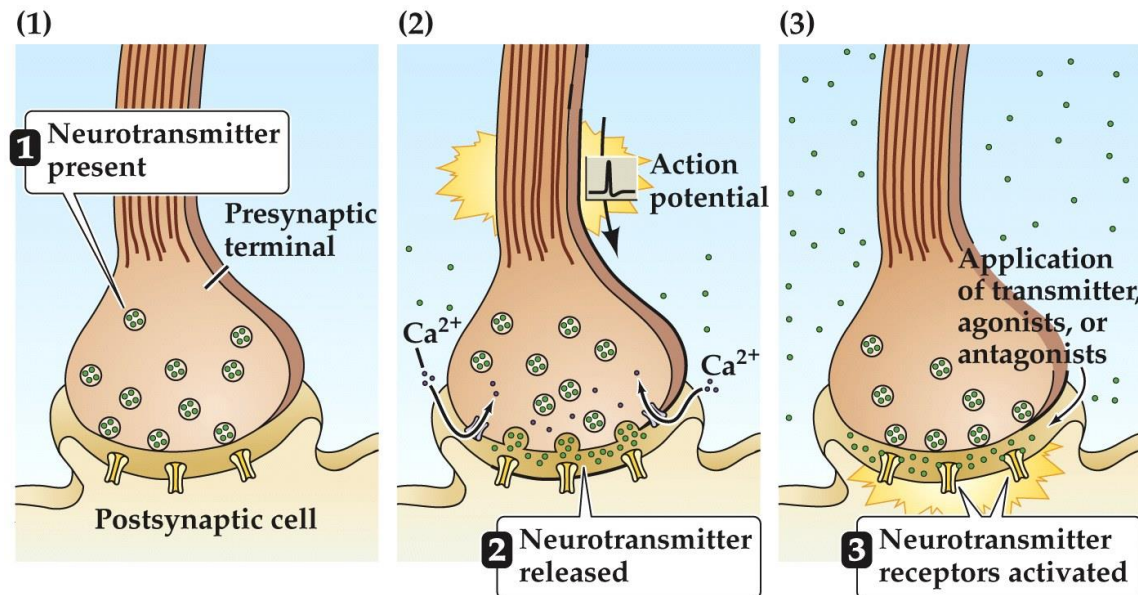 (1)
1 Neurotransmitter
present
Presynaptic
terminal
Postsynaptic cell
(2)
Action
potential
Ca²⁺
Ca²⁺
2 Neurotransmitter
released
(3)
Application
of transmitter,
agonists, or
antagonists
3 Neurotransmitter
receptors activated